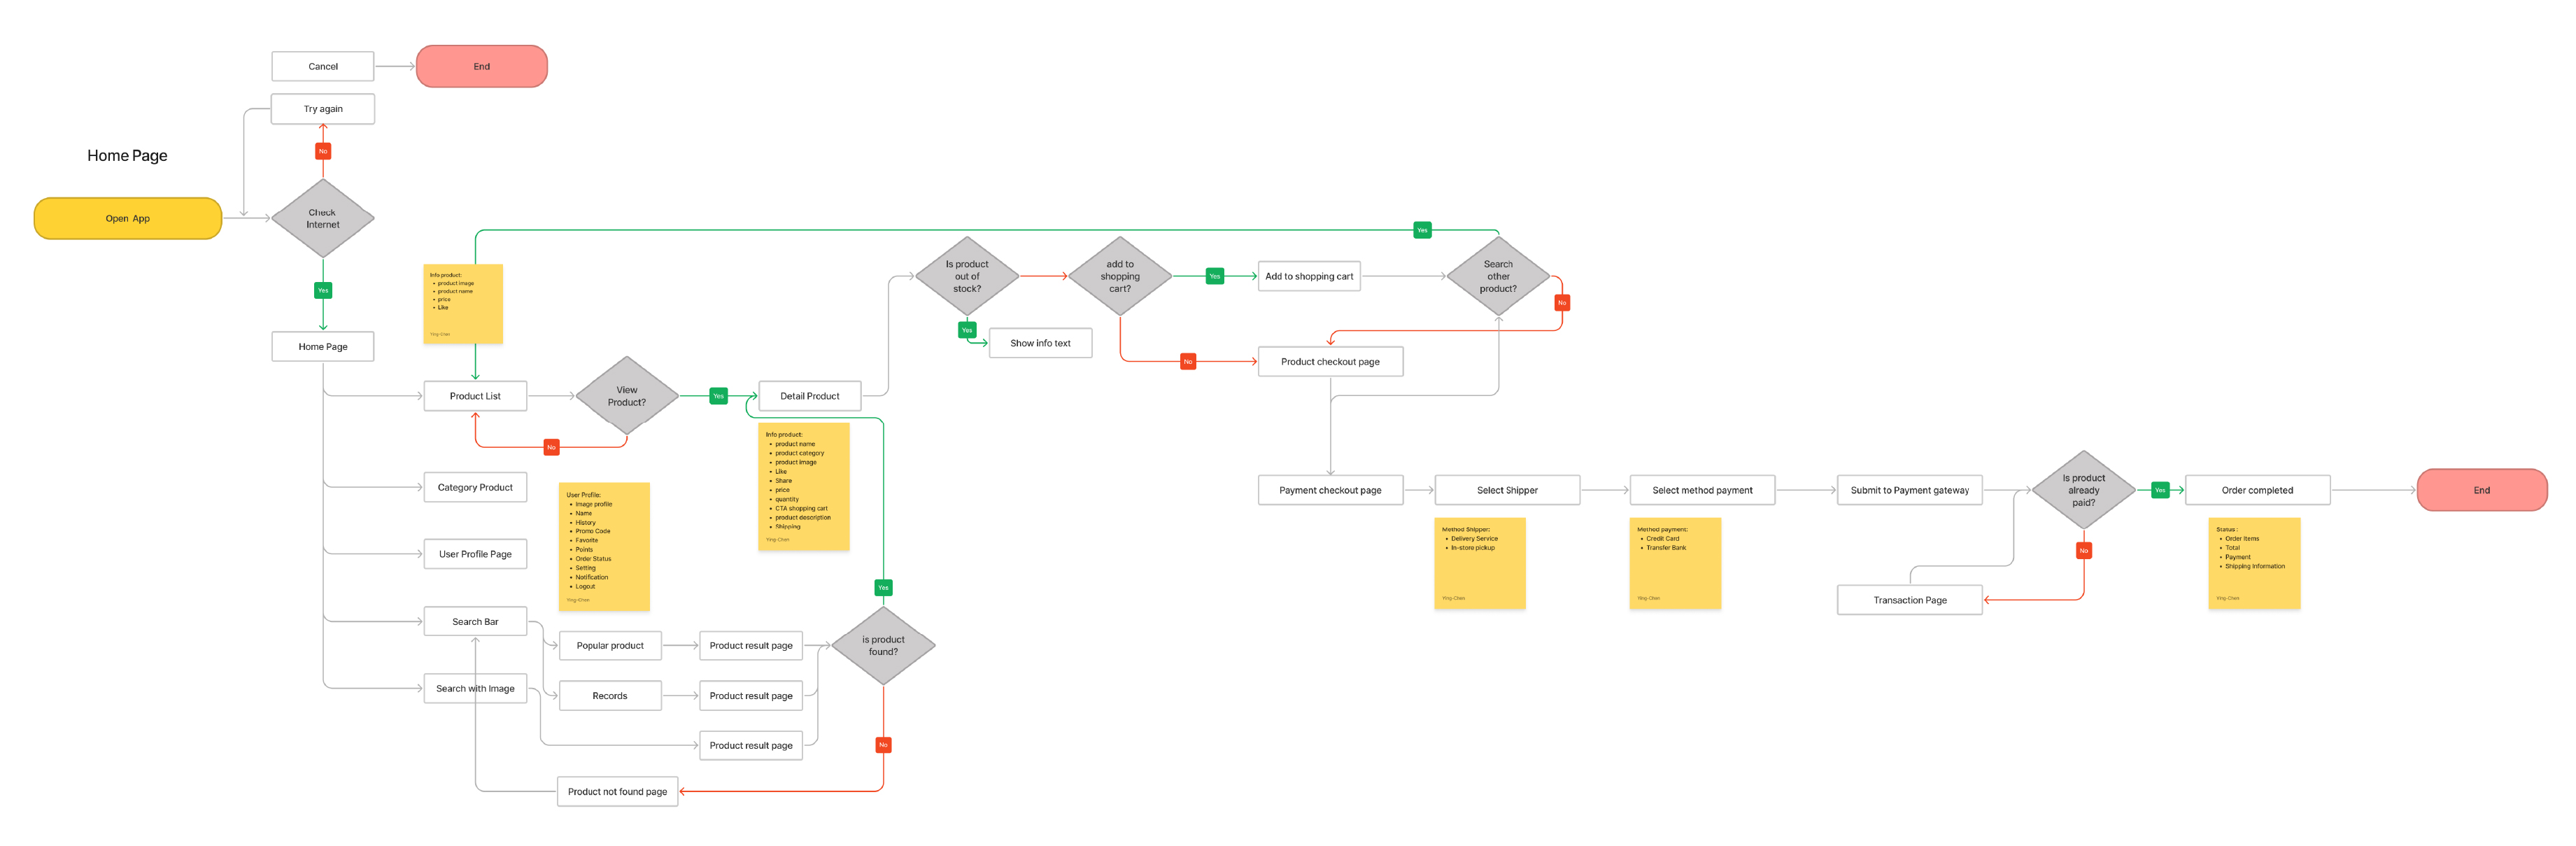 Cancel
End
Try again
No
Home Page
Open App
Check
Internet
Yes
Home Page
Info product:
• product image
• product name
• price
• Like
Ying-Chen
Product List
View
Product?
Yes
No
Detail Product
Info product:
• product name
• product category
• product image
• Like
• Share
• price
• quantity
• CTA shopping cart
• product description
• Shipping
Ying-Chen
Category Product
User Profile Page
User Profile:
• Image profile
• Name
• History
• Promo Code
• Favorite
• Points
• Order Status
• Setting
• Notification
• Logout
Ying-Chen
Search Bar
Search with Image
Popular product
Product result page
Records
Product result page
Product result page
is product
found?
Yes
No
Product not found page
Is product
out of
stock?
Yes
Show info text
add to
shopping
cart?
Yes
No
Add to shopping cart
Search
other
product?
Yes
No
Product checkout page
Payment checkout page
Select Shipper
Method Shipper:
• Delivery Service
• In-store pickup
Ying-Chen
Select method payment
Method payment:
• Credit Card
• Transfer Bank
Ying-Chen
Submit to Payment gateway
Is product
already
paid?
Yes
No
Transaction Page
Order completed
Status :
• Order Items
• Total
• Payment
• Shipping Information
Ying-Chen
End